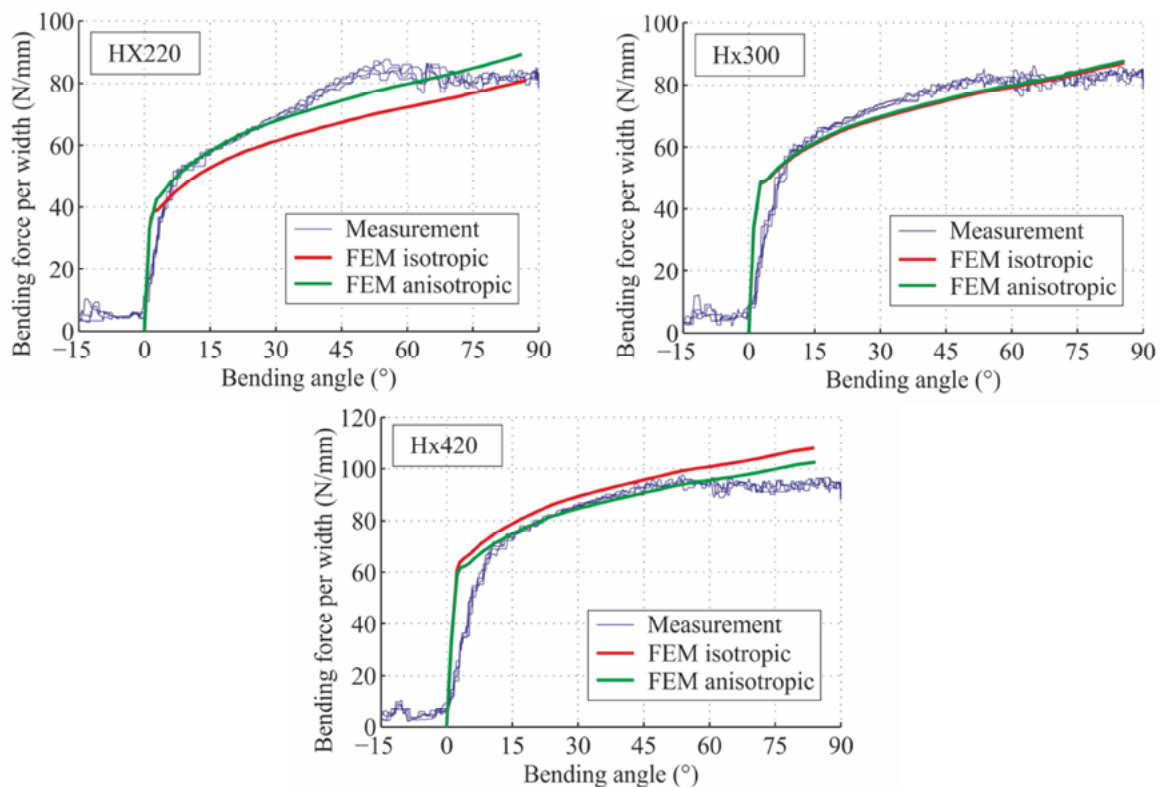 HX220
Bending force per width (N/mm)
100
80
60
40
20
0
Measurement
FEM isotropic
FEM anisotropic
−15 0 15 30 45 60 75 90
Bending angle (°)
Hx300
Bending force per width (N/mm)
100
80
60
40
20
0
Measurement
FEM isotropic
FEM anisotropic
−15 0 15 30 45 60 75 90
Bending angle (°)
Hx420
Bending force per width (N/mm)
120
100
80
60
40
20
0
Measurement
FEM isotropic
FEM anisotropic
−15 0 15 30 45 60 75 90
Bending angle (°)